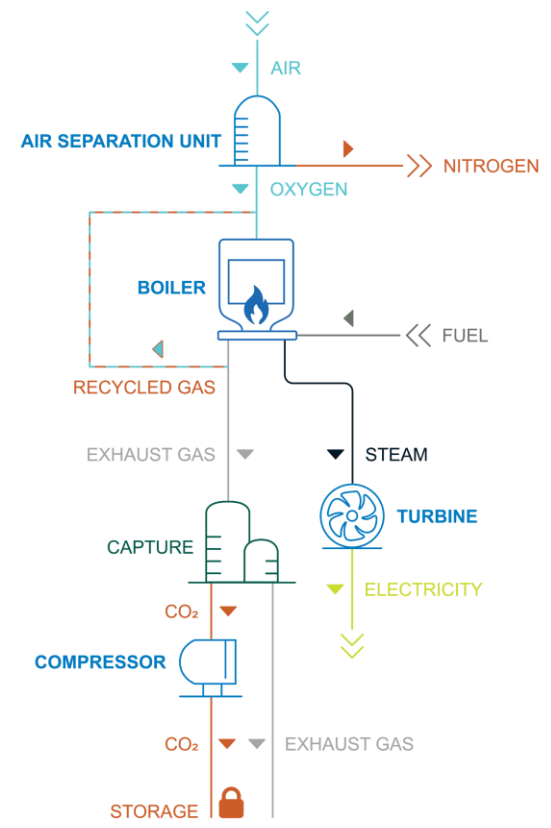 AIR
AIR SEPARATION UNIT
NITROGEN
OXYGEN
BOILER
FUEL
RECYCLED GAS
EXHAUST GAS
STEAM
TURBINE
CAPTURE
ELECTRICITY
CO₂
COMPRESSOR
CO₂
EXHAUST GAS
STORAGE